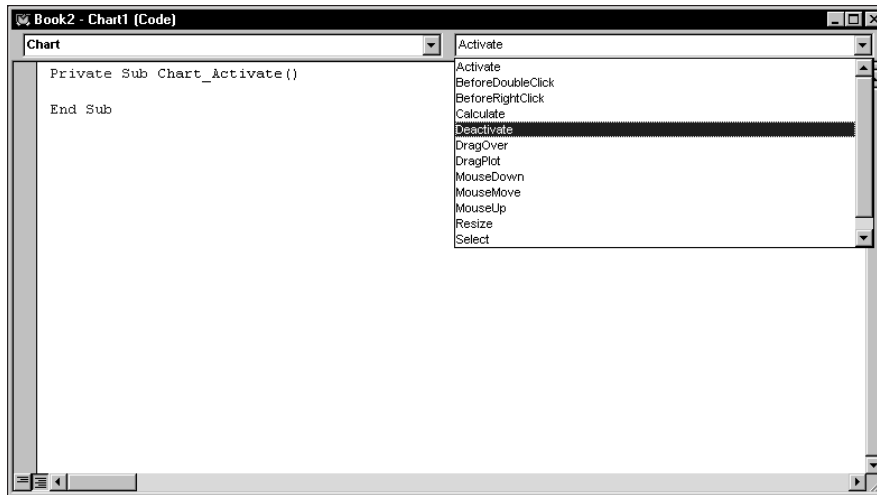 Book2 - Chart1 (Code)
Chart
Activate
Private Sub Chart_Activate()
End Sub
Activate
BeforeDoubleClick
BeforeRightClick
Calculate
Deactivate
DragOver
DragPlot
MouseDown
MouseMove
MouseUp
Resize
Select